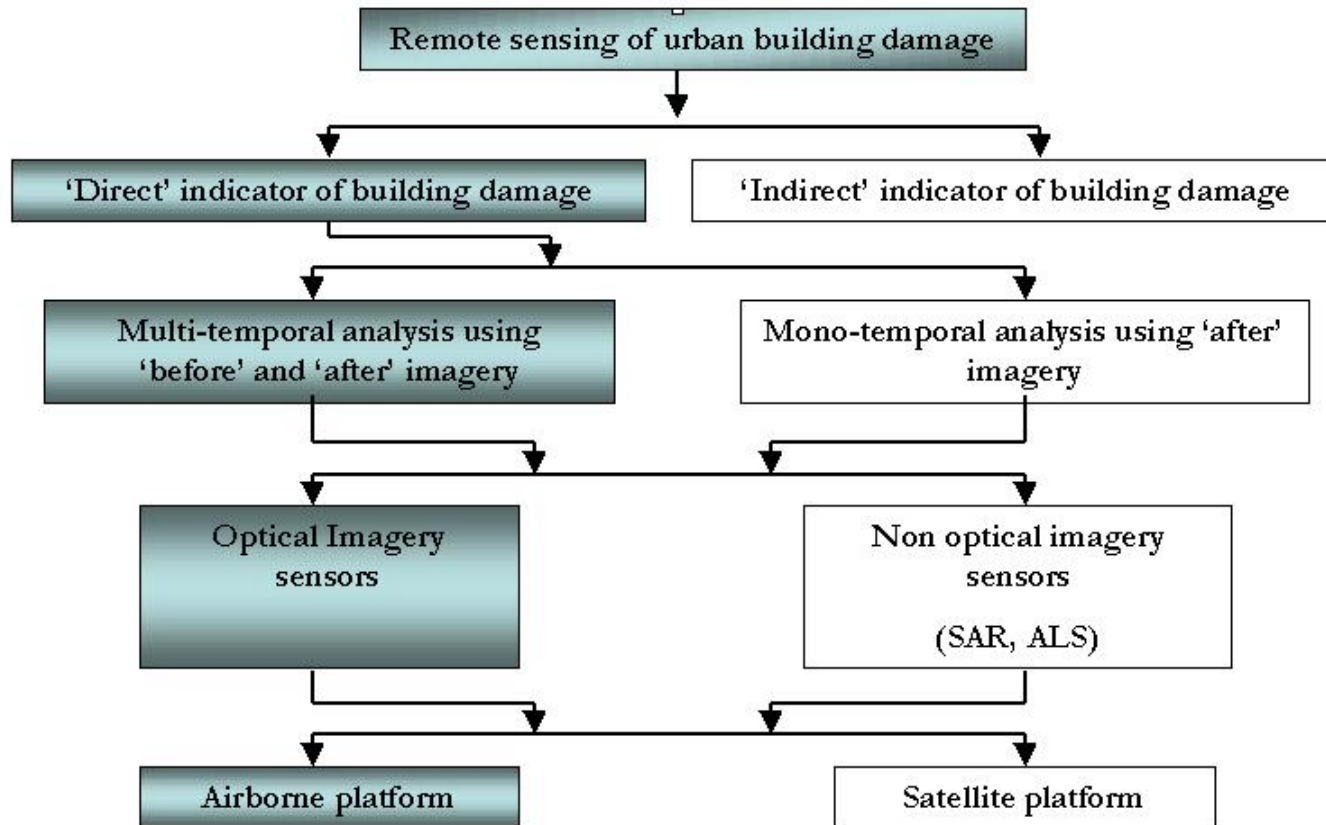 Remote sensing of urban building damage
‘Direct’ indicator of building damage
‘Indirect’ indicator of building damage
Multi-temporal analysis using
‘before’ and ‘after’ imagery
Mono-temporal analysis using ‘after’
imagery
Optical Imagery
sensors
Non optical imagery
sensors
(SAR, ALS)
Airborne platform
Satellite platform